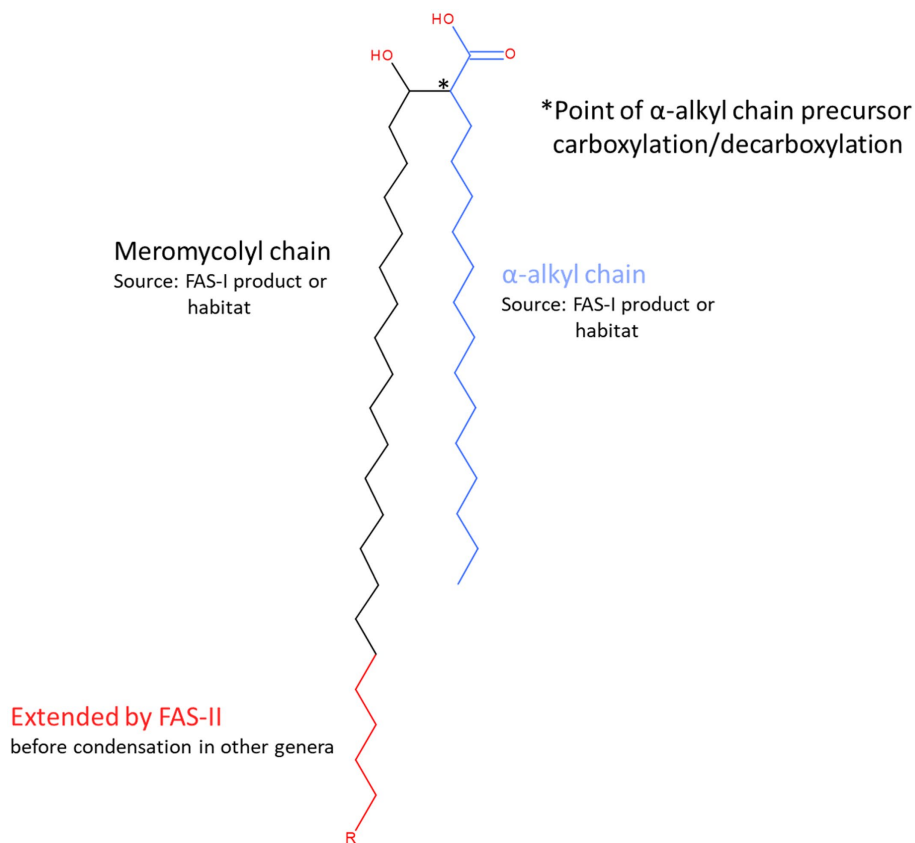 HO
O
HO
*
*Point of α-alkyl chain precursor
carboxylation/decarboxylation
Meromycolyl chain
Source: FAS-I product or
habitat
α-alkyl chain
Source: FAS-I product or
habitat
Extended by FAS-II
before condensation in other genera
R